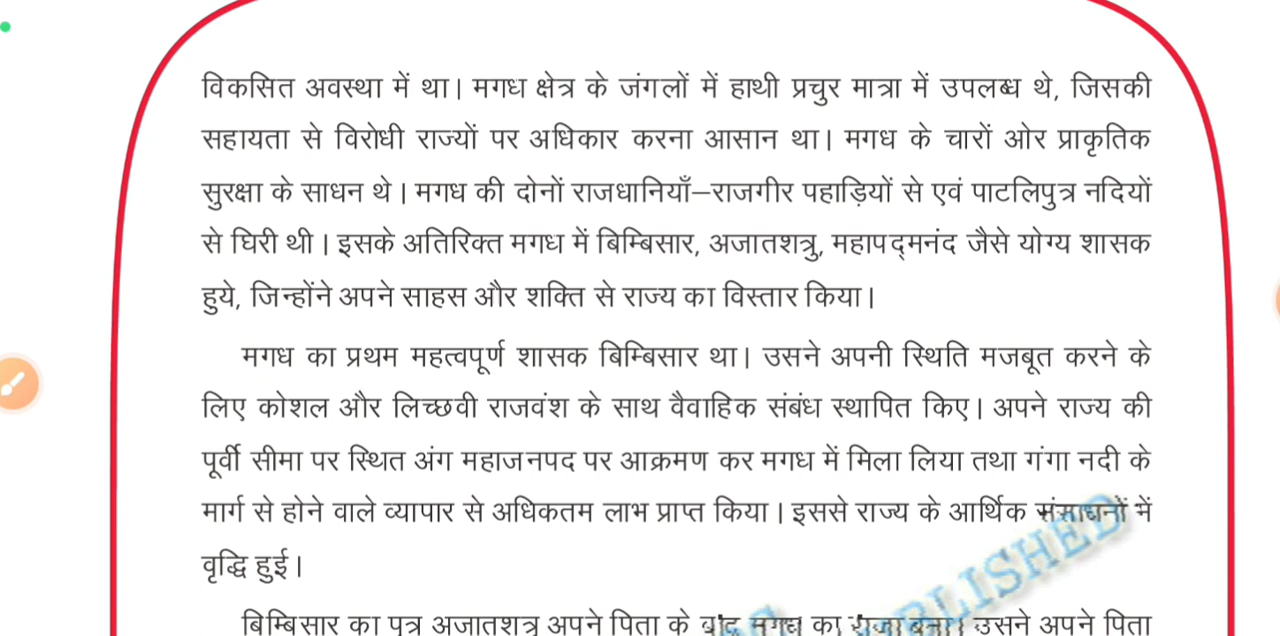 विकसित अवस्था में था। मगध क्षेत्र के जंगलों में हाथी प्रचुर मात्रा में उपलब्ध थे, जिसकी
सहायता से विरोधी राज्यों पर अधिकार करना आसान था। मगध के चारों ओर प्राकृतिक
सुरक्षा के साधन थे। मगध की दोनों राजधानियाँ–राजगीर पहाड़ियों से एवं पाटलिपुत्र नदियों
से घिरी थी। इसके अतिरिक्त मगध में बिम्बिसार, अजातशत्रु, महापद्मनंद जैसे योग्य शासक
हुये, जिन्होंने अपने साहस और शक्ति से राज्य का विस्तार किया।
मगध का प्रथम महत्वपूर्ण शासक बिम्बिसार था। उसने अपनी स्थिति मजबूत करने के
लिए कोशल और लिच्छवी राजवंश के साथ वैवाहिक संबंध स्थापित किए। अपने राज्य की
पूर्वी सीमा पर स्थित अंग महाजनपद पर आक्रमण कर मगध में मिला लिया तथा गंगा नदी के
मार्ग से होने वाले व्यापार से अधिकतम लाभ प्राप्त किया। इससे राज्य के आर्थिक संसाधनों में
वृद्धि हुई।
बिम्बिसार का पुत्र अजातशत्रु अपने पिता के बाद मगध का राजा बना। उसने अपने पिता